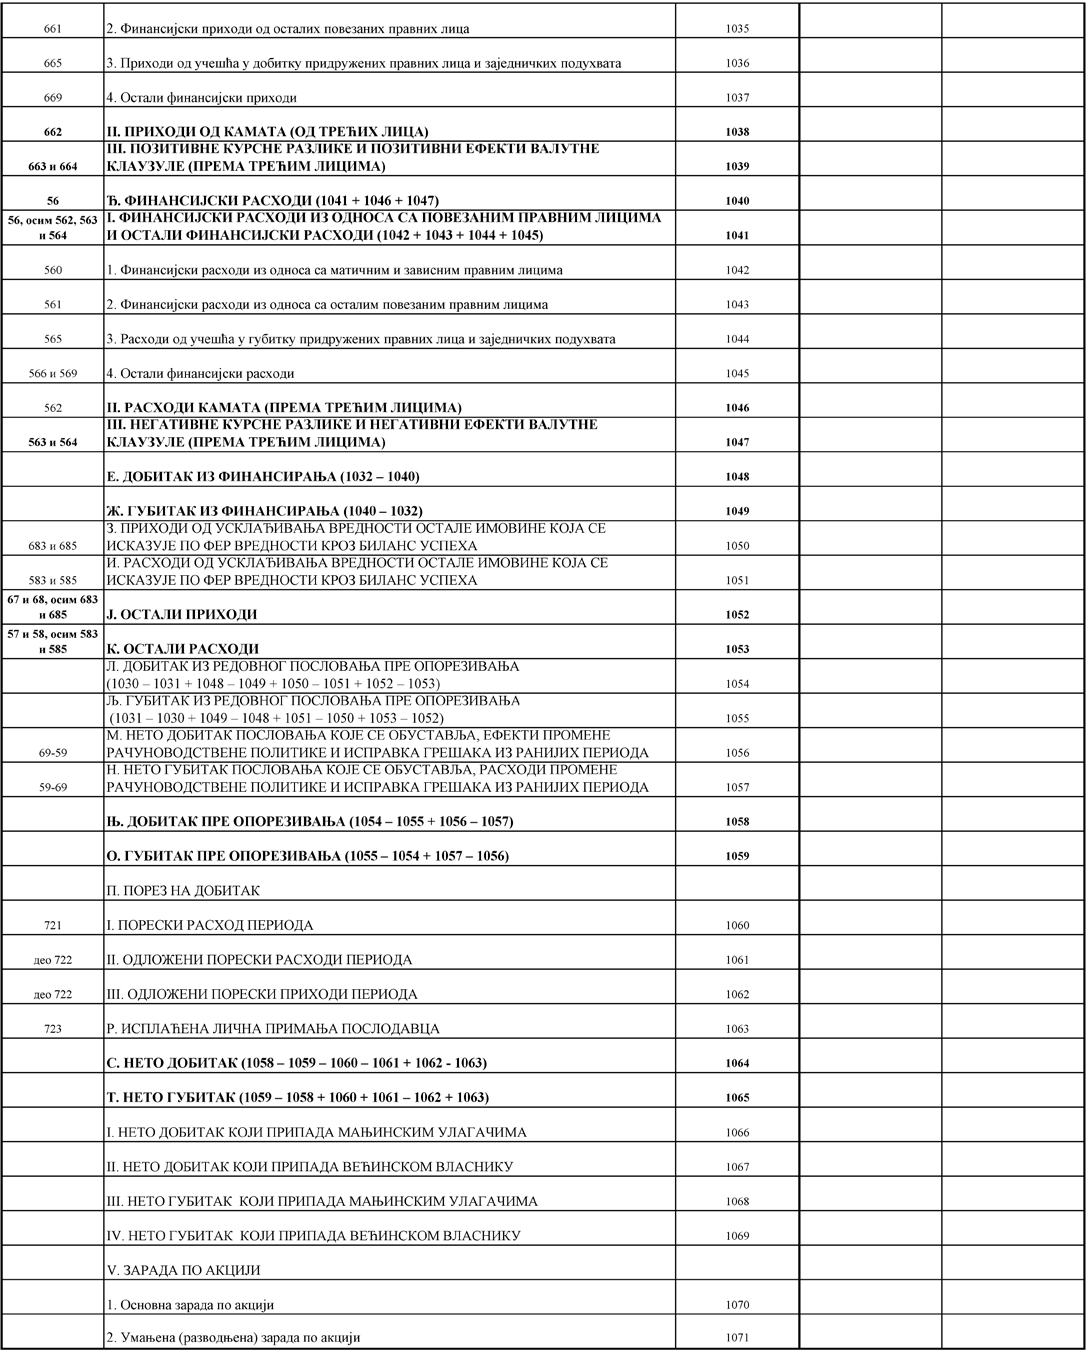 661 2. Финансијски приходи од осталих повезаних правних лица 1035
665 3. Приходи од учешћа у добитку придружених правних лица и заједничких подухвата 1036
669 4. Остали финансијски приходи 1037
662 II. ПРИХОДИ ОД КАМАТА (ОД ТРЕЋИХ ЛИЦА) 1038
III. ПОЗИТИВНЕ КУРСНЕ РАЗЛИКЕ И ПОЗИТИВНИ ЕФЕКТИ ВАЛУТНЕ
663 и 664 КЛАУЗУЛЕ (ПРЕМА ТРЕЋИМ ЛИЦИМА) 1039
56 Ђ. ФИНАНСИЈСКИ РАСХОДИ (1041 + 1046 + 1047) 1040
56, осим 562, 563 I. ФИНАНСИЈСКИ РАСХОДИ ИЗ ОДНОСА СА ПОВЕЗАНИМ ПРАВНИМ ЛИЦИМА
и 564 И ОСТАЛИ ФИНАНСИЈСКИ РАСХОДИ (1042 + 1043 + 1044 + 1045) 1041
560 1. Финансијски расходи из односа са матичним и зависним правним лицима 1042
561 2. Финансијски расходи из односа са осталим повезаним правним лицима 1043
565 3. Расходи од учешћа у губитку придружених правних лица и заједничких подухвата 1044
566 и 569 4. Остали финансијски расходи 1045
562 II. РАСХОДИ КАМАТА (ПРЕМА ТРЕЋИМ ЛИЦИМА) 1046
III. НЕГАТИВНЕ КУРСНЕ РАЗЛИКЕ И НЕГАТИВНИ ЕФЕКТИ ВАЛУТНЕ
563 и 564 КЛАУЗУЛЕ (ПРЕМА ТРЕЋИМ ЛИЦИМА) 1047
Е. ДОБИТАК ИЗ ФИНАНСИРАЊА (1032 – 1040) 1048
Ж. ГУБИТАК ИЗ ФИНАНСИРАЊА (1040 – 1032) 1049
З. ПРИХОДИ ОД УСКЛАЂИВАЊА ВРЕДНОСТИ ОСТАЛЕ ИМОВИНЕ КОЈА СЕ
683 и 685 ИСКАЗУЈЕ ПО ФЕР ВРЕДНОСТИ КРОЗ БИЛАНС УСПЕХА 1050
И. РАСХОДИ ОД УСКЛАЂИВАЊА ВРЕДНОСТИ ОСТАЛЕ ИМОВИНЕ КОЈА СЕ
583 и 585 ИСКАЗУЈЕ ПО ФЕР ВРЕДНОСТИ КРОЗ БИЛАНС УСПЕХА 1051
67 и 68, осим 683
и 685 Ј. ОСТАЛИ ПРИХОДИ 1052
57 и 58, осим 583
и 585 К. ОСТАЛИ РАСХОДИ 1053
Л. ДОБИТАК ИЗ РЕДОВНОГ ПОСЛОВАЊА ПРЕ ОПОРЕЗИВАЊА
(1030 – 1031 + 1048 – 1049 + 1050 – 1051 + 1052 – 1053) 1054
Љ. ГУБИТАК ИЗ РЕДОВНОГ ПОСЛОВАЊА ПРЕ ОПОРЕЗИВАЊА
(1031 – 1030 + 1049 – 1048 + 1051 – 1050 + 1053 – 1052) 1055
М. НЕТО ДОБИТАК ПОСЛОВАЊА КОЈЕ СЕ ОБУСТАВЉА, ЕФЕКТИ ПРОМЕНЕ
69-59 РАЧУНОВОДСТВЕНЕ ПОЛИТИКЕ И ИСПРАВКА ГРЕШАКА ИЗ РАНИЈИХ ПЕРИОДА 1056
Н. НЕТО ГУБИТАК ПОСЛОВАЊА КОЈЕ СЕ ОБУСТАВЉА, РАСХОДИ ПРОМЕНЕ
59-69 РАЧУНОВОДСТВЕНЕ ПОЛИТИКЕ И ИСПРАВКА ГРЕШАКА ИЗ РАНИЈИХ ПЕРИОДА 1057
Њ. ДОБИТАК ПРЕ ОПОРЕЗИВАЊА (1054 – 1055 + 1056 – 1057) 1058
О. ГУБИТАК ПРЕ ОПОРЕЗИВАЊА (1055 – 1054 + 1057 – 1056) 1059
П. ПОРЕЗ НА ДОБИТАК
721 I. ПОРЕСКИ РАСХОД ПЕРИОДА 1060
део 722 II. ОДЛОЖЕНИ ПОРЕСКИ РАСХОДИ ПЕРИОДА 1061
део 722 III. ОДЛОЖЕНИ ПОРЕСКИ ПРИХОДИ ПЕРИОДА 1062
723 Р. ИСПЛАЋЕНА ЛИЧНА ПРИМАЊА ПОСЛОДАВЦА 1063
С. НЕТО ДОБИТАК (1058 – 1059 – 1060 – 1061 + 1062 - 1063) 1064
Т. НЕТО ГУБИТАК (1059 – 1058 + 1060 + 1061 – 1062 + 1063) 1065
I. НЕТО ДОБИТАК КОЈИ ПРИПАДА МАЊИНСКИМ УЛАГАЧИМА 1066
II. НЕТО ДОБИТАК КОЈИ ПРИПАДА ВЕЋИНСКОМ ВЛАСНИКУ 1067
III. НЕТО ГУБИТАК КОЈИ ПРИПАДА МАЊИНСКИМ УЛАГАЧИМА 1068
IV. НЕТО ГУБИТАК КОЈИ ПРИПАДА ВЕЋИНСКОМ ВЛАСНИКУ 1069
V. ЗАРАДА ПО АКЦИЈИ
1. Основна зарада по акцији 1070
2. Умањена (разводњена) зарада по акцији 1071